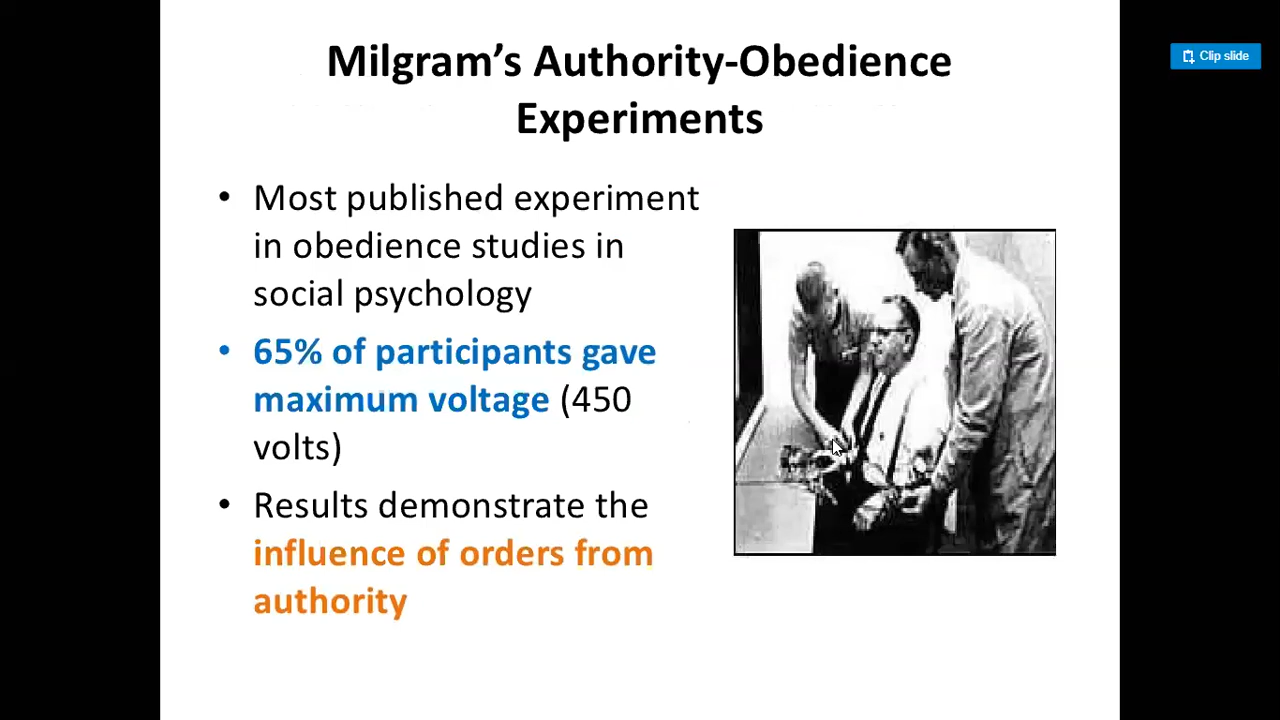 Milgram’s Authority-Obedience
Experiments
Clip slide
• Most published experiment
in obedience studies in
social psychology
• 65% of participants gave
maximum voltage (450
volts)
• Results demonstrate the
influence of orders from
authority